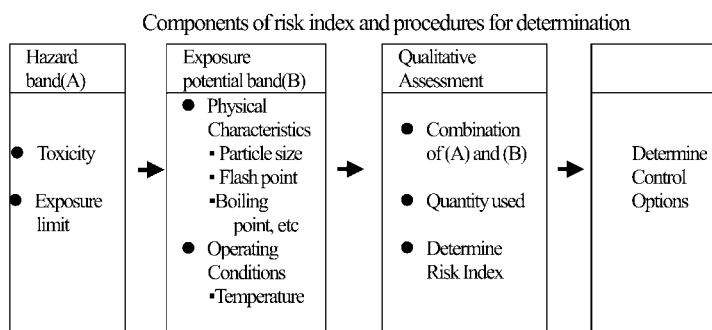 Components of risk index and procedures for determination
Hazard
band(A)
● Toxicity
● Exposure
limit
Exposure
potential band(B)
● Physical
Characteristics
▪ Particle size
▪ Flash point
▪Boiling
point, etc
● Operating
Conditions
▪Temperature
Qualitative
Assessment
● Combination
of (A) and (B)
● Quantity used
● Determine
Risk Index
Determine
Control
Options